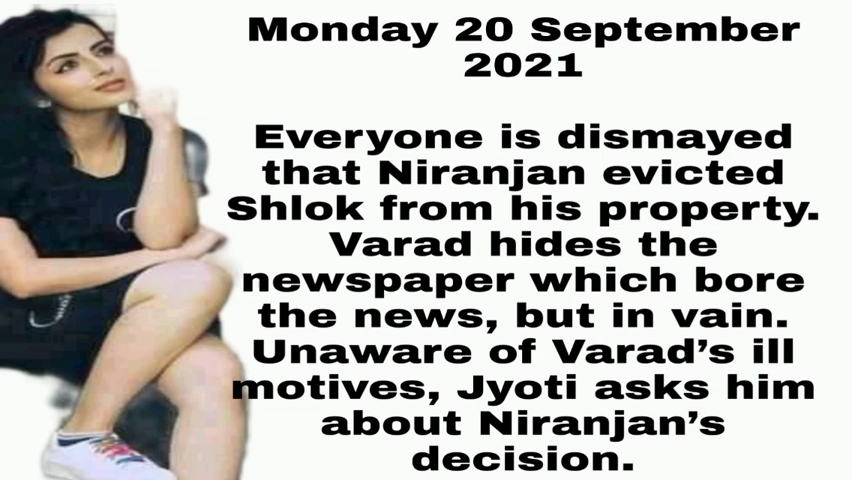 Monday 20 September
2021
Everyone is dismayed
that Niranjan evicted
Shlok from his property.
Varad hides the
newspaper which bore
the news, but in vain.
Unaware of Varad’s ill
motives, Jyoti asks him
about Niranjan’s
decision.